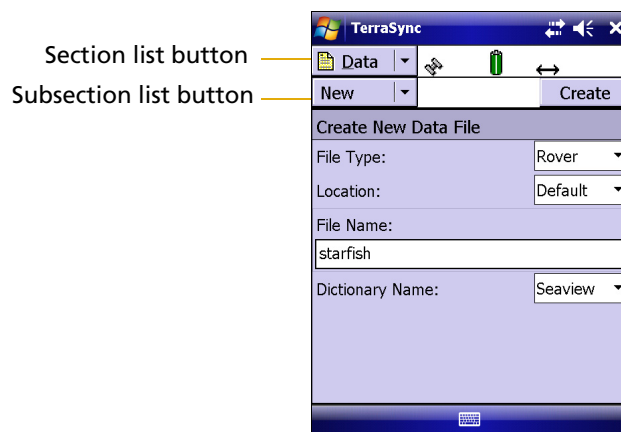 TerraSync
Section list button
Data
Subsection list button
New
Create
Create New Data File
File Type:
Rover
Location:
Default
File Name:
starfish
Dictionary Name:
Seaview